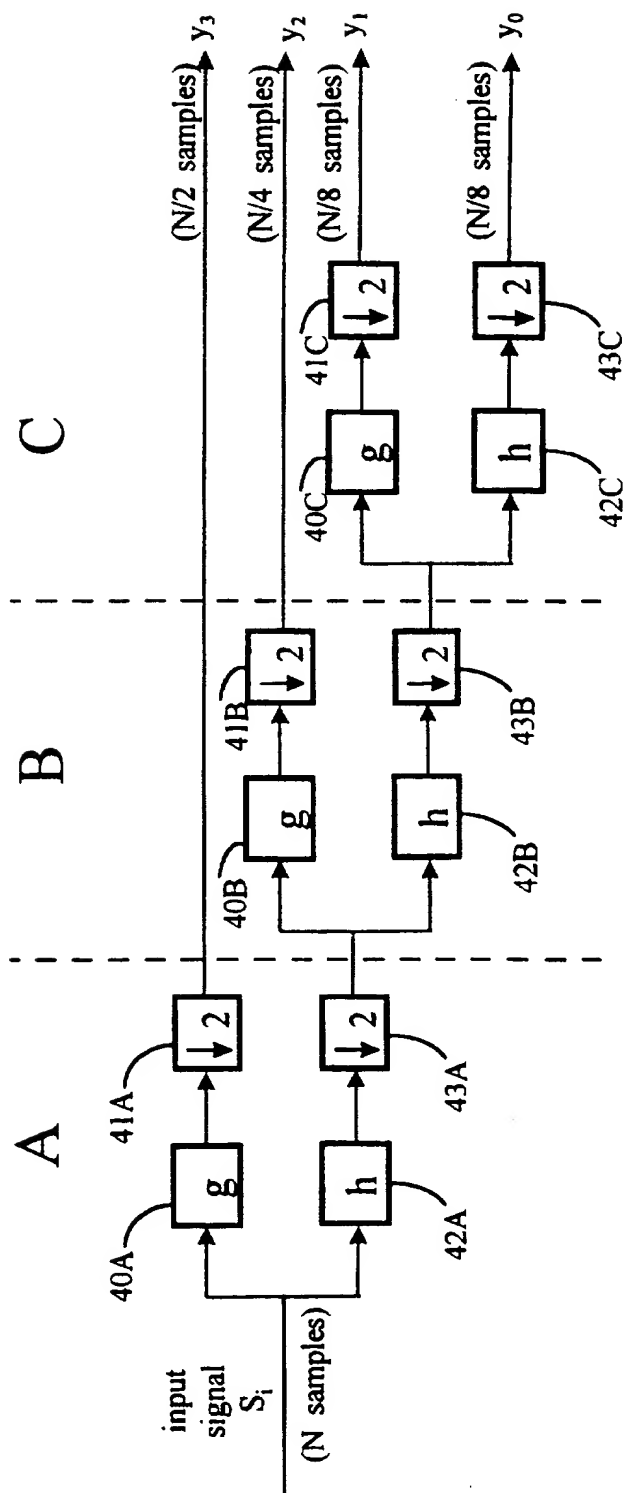 A
B
C
input
signal
S_i
(N samples)
40A
g
41A
↓2
42A
h
43A
↓2
40B
g
41B
↓2
42B
h
43B
↓2
40C
g
41C
↓2
42C
h
43C
↓2
(N/2 samples)
y_3
(N/4 samples)
y_2
(N/8 samples)
y_1
(N/8 samples)
y_0